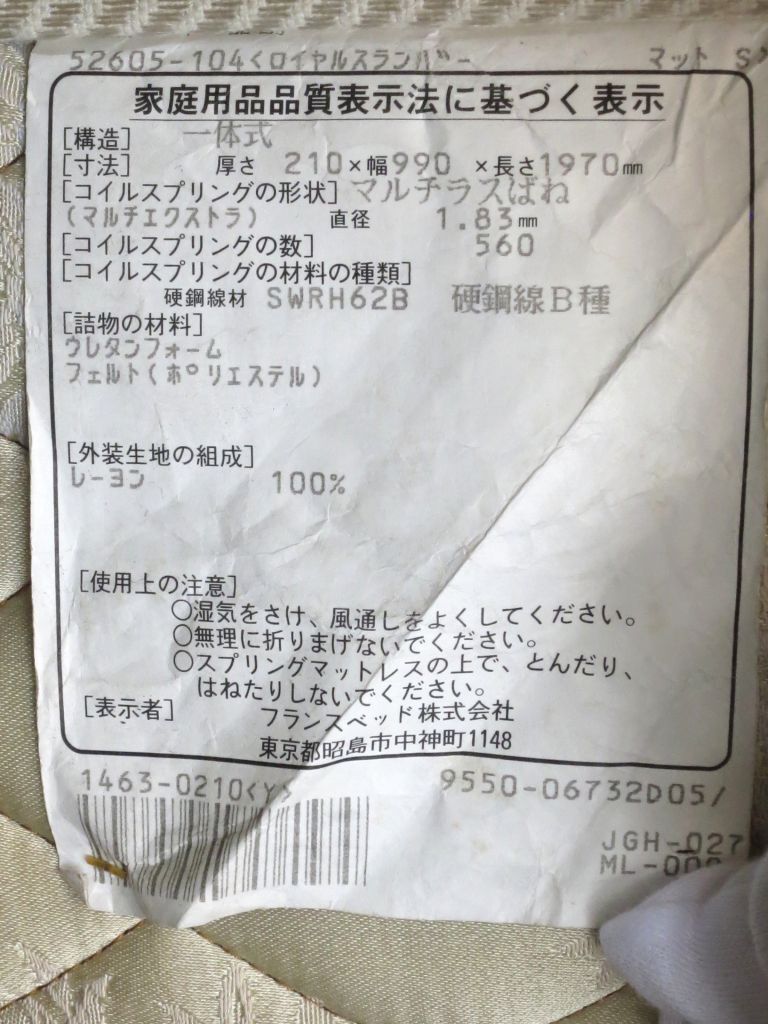 52605-104<ロイヤルスランバー マット S
家庭用品品質表示法に基づく表示
[構造] 一体式
[寸法] 厚さ 210×幅990 ×長さ1970mm
[コイルスプリングの形状] マルチラスばね
(マルチエクストラ) 直径 1.83mm
[コイルスプリングの数] 560
[コイルスプリングの材料の種類]
硬鋼線材 SWRH62B 硬鋼線B種
[詰物の材料]
ウレタンフォーム
フェルト(ポリエステル)
[外装生地の組成]
レーヨン 100%
[使用上の注意]
○湿気をさけ、風通しをよくしてください。
○無理に折りまげないでください。
○スプリングマットレスの上で、とんだり、
はねたりしないでください。
[表示者] フランスベッド株式会社
東京都昭島市中神町1148
1463-0210<Y> 9550-06732D05/
JGH-027
ML-00